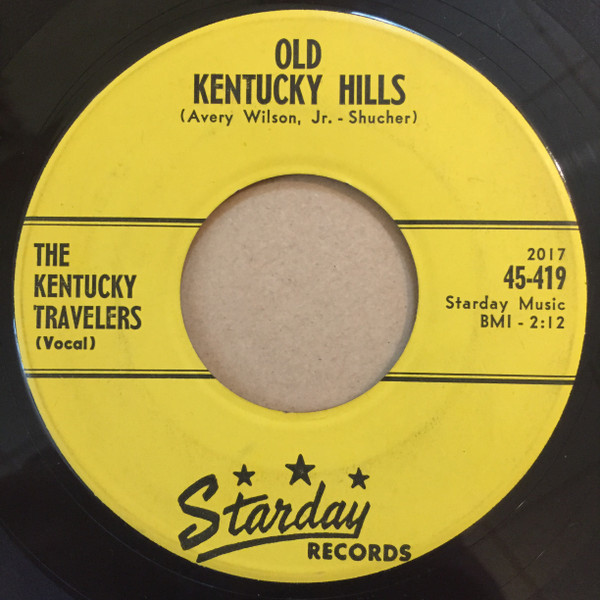 OLD
KENTUCKY HILLS
(Avery Wilson, Jr. - Shucher)
THE
KENTUCKY
TRAVELERS
(Vocal)
2017
45-419
Starday Music
BMI - 2:12
Starday
RECORDS